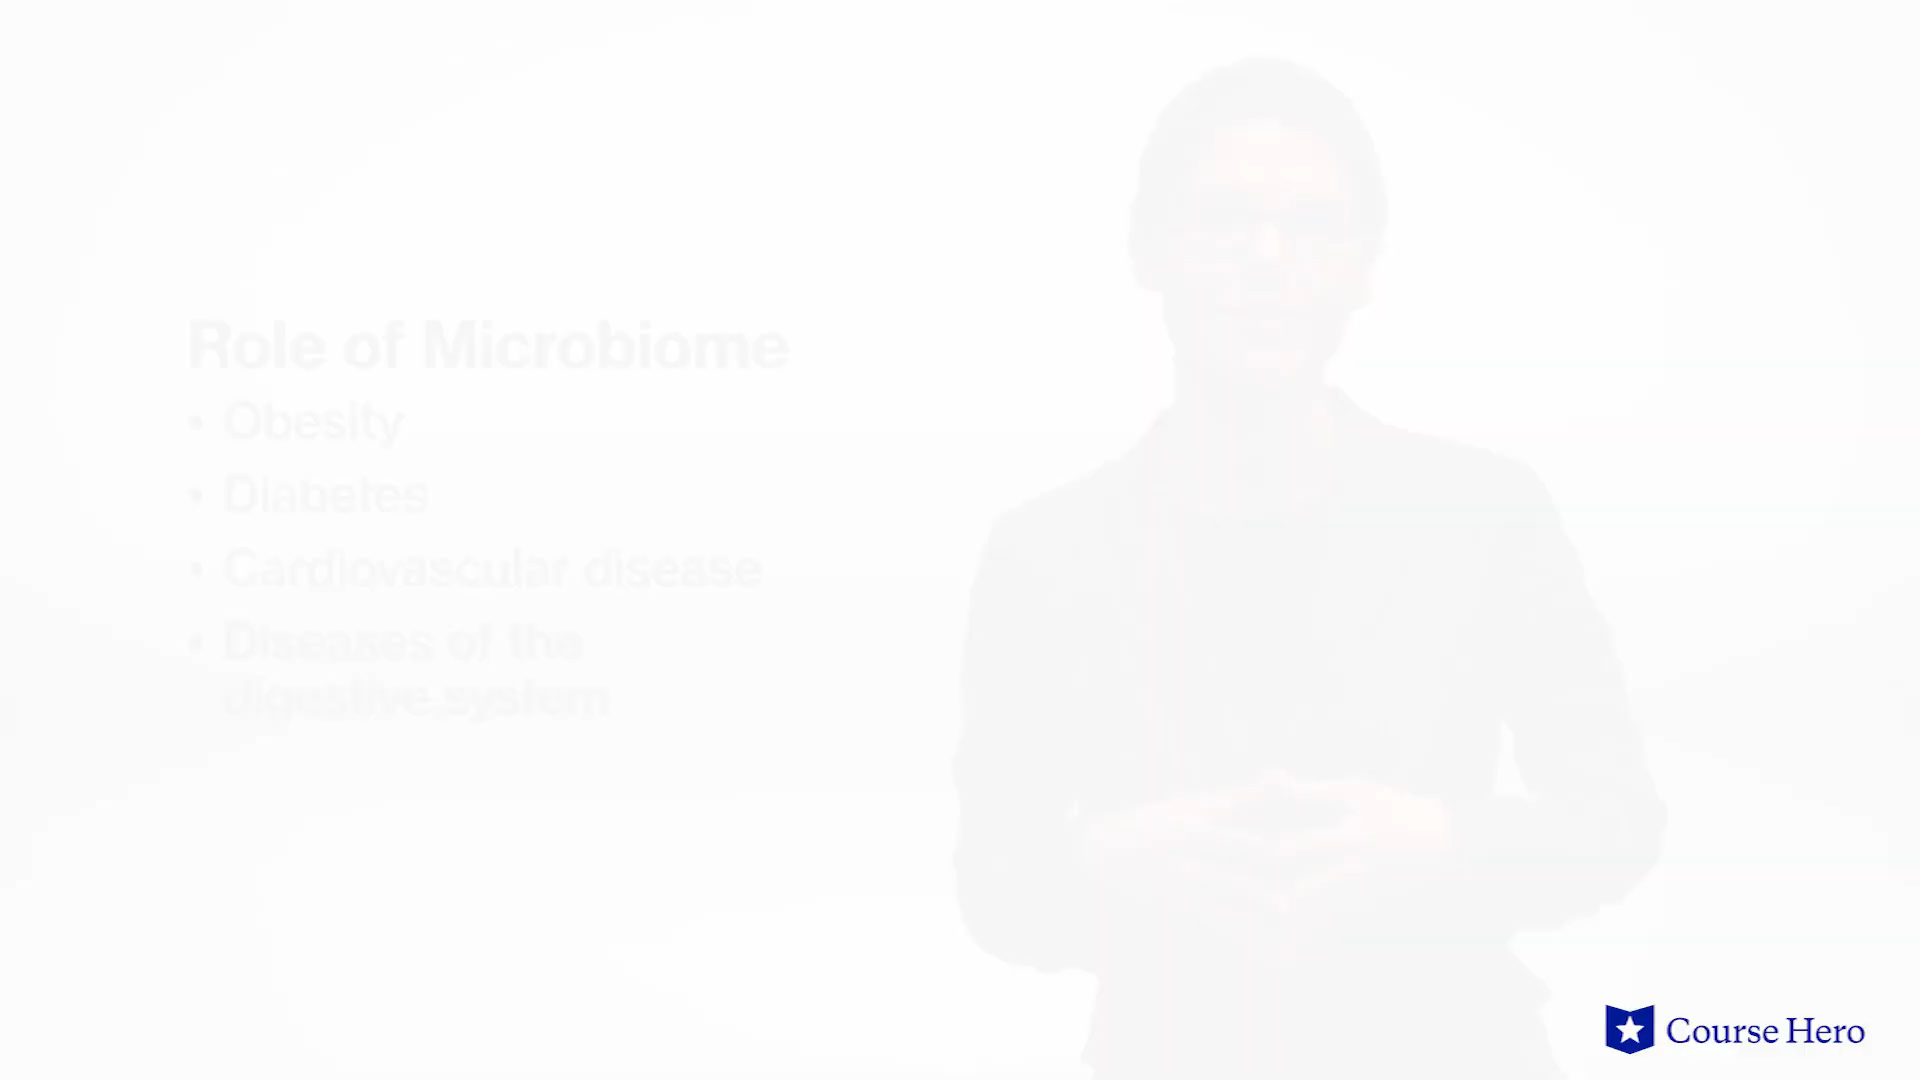 Role of Microbiome
• Obesity
• Diabetes
• Cardiovascular disease
• Diseases of the
digestive system
Course Hero